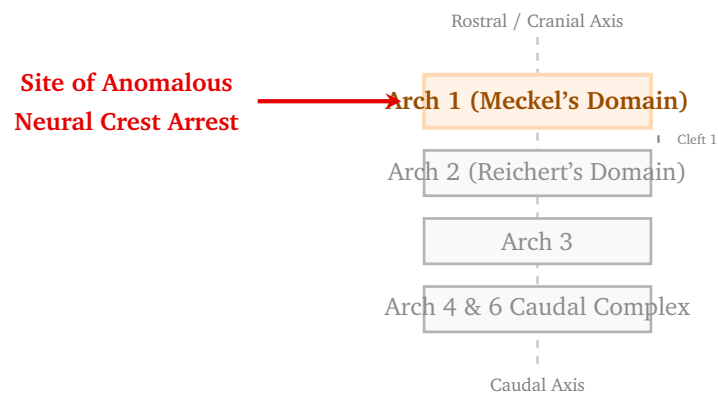 Rostral / Cranial Axis
Site of Anomalous
Neural Crest Arrest
Arch 1 (Meckel's Domain)
Cleft 1
Arch 2 (Reichert's Domain)
Arch 3
Arch 4 & 6 Caudal Complex
Caudal Axis